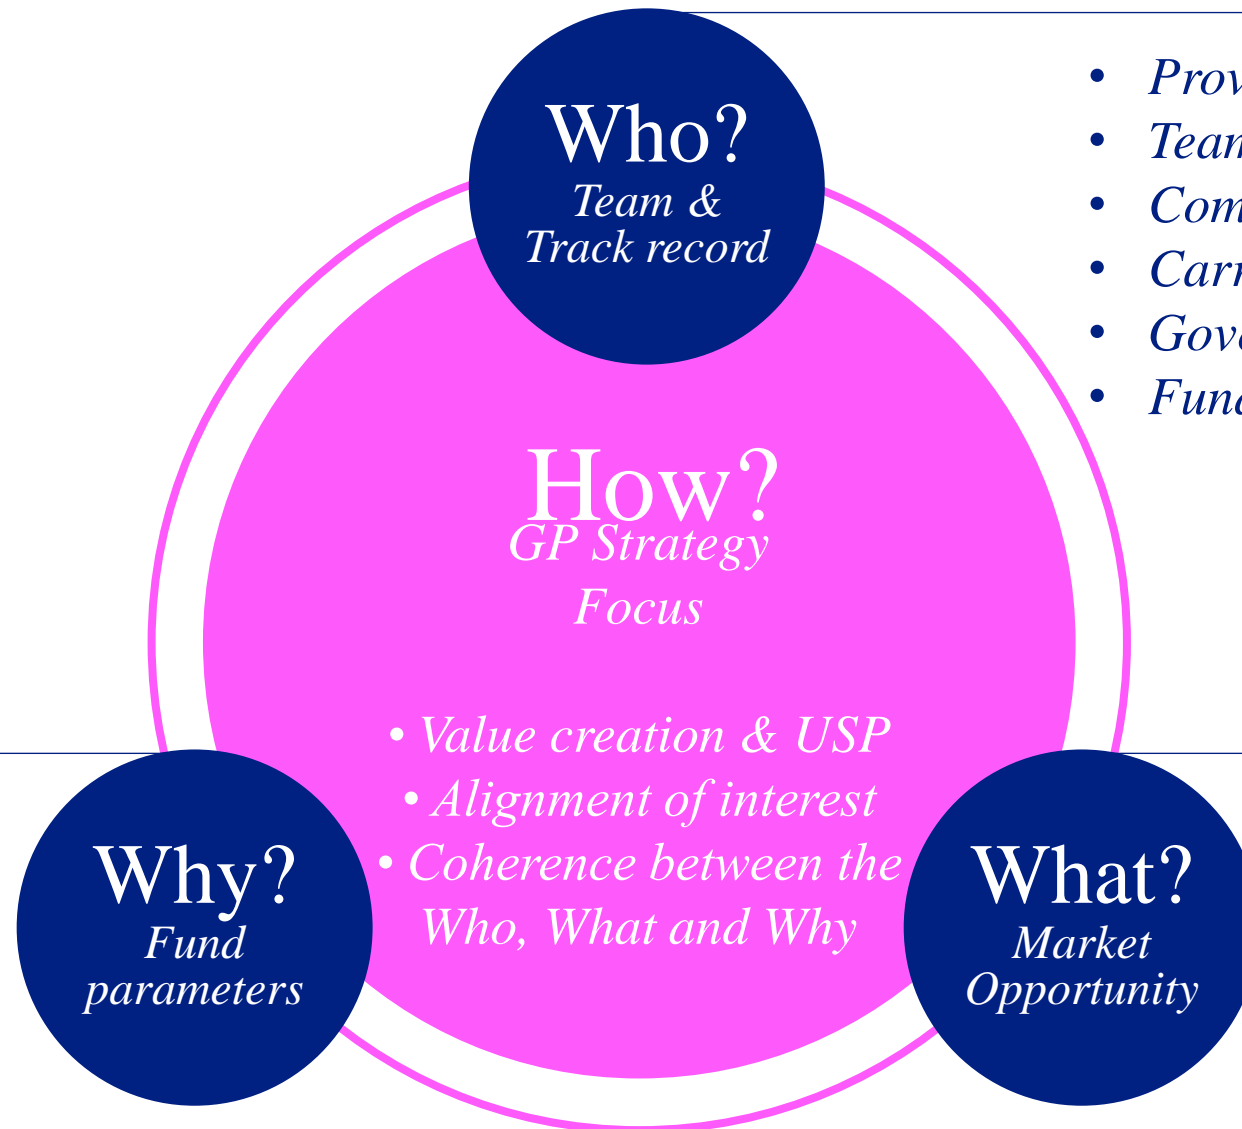 Who?
Team &
Track record
How?
GP Strategy
Focus
• Value creation & USP
• Alignment of interest
• Coherence between the
Who, What and Why
Why?
Fund
parameters
What?
Market
Opportunity